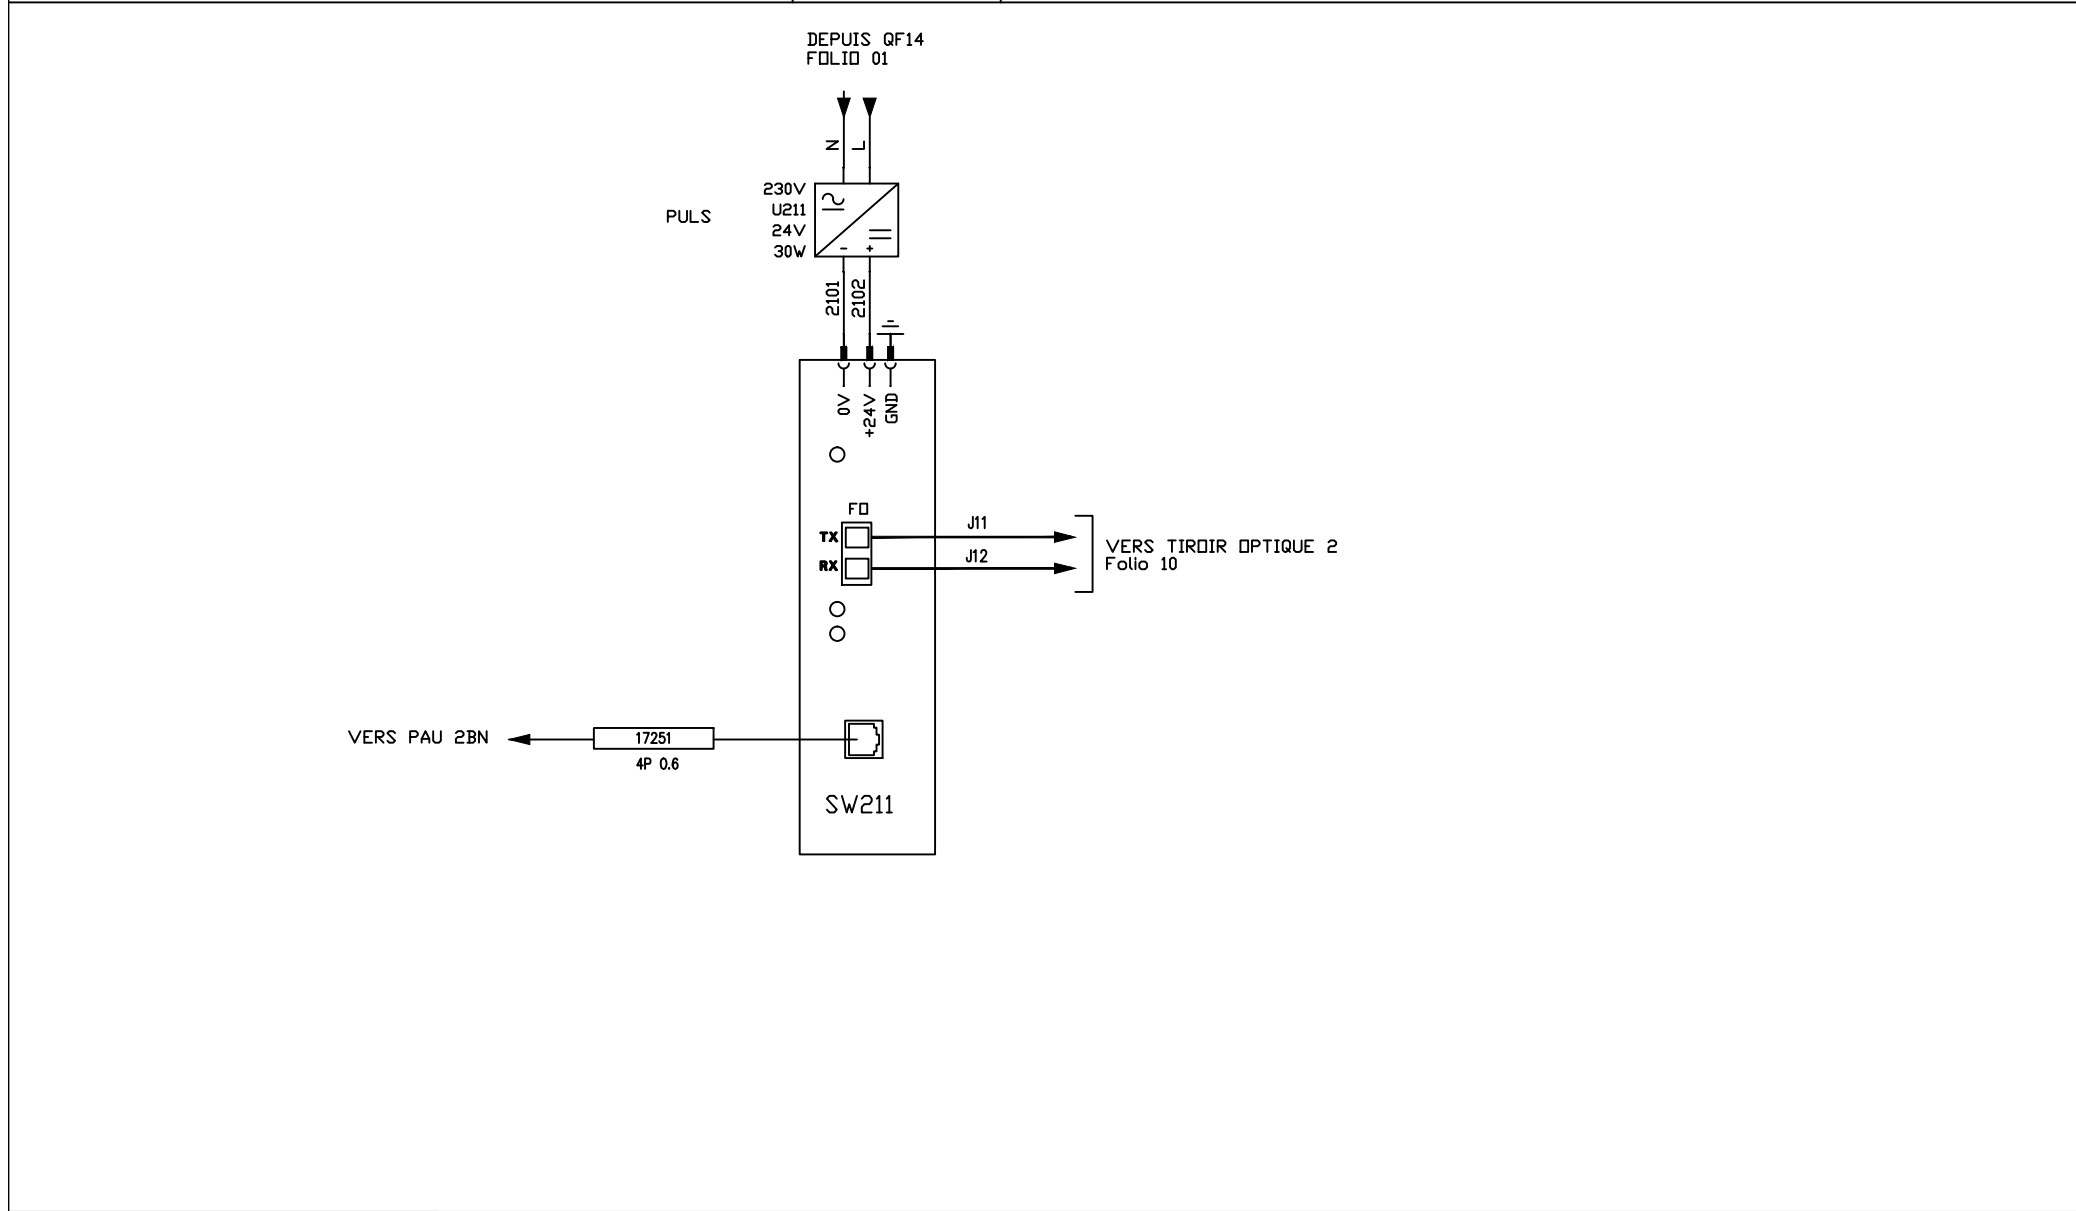 DEPUIS QF14
FOLIO 01
N
L
230V
U211
24V
30W
PULS
-
+
2101
2102
0V
+24V
GND
FO
TX
RX
J11
J12
VERS TIROIR OPTIQUE 2
Folio 10
VERS PAU 2BN
17251
4P 0.6
SW211